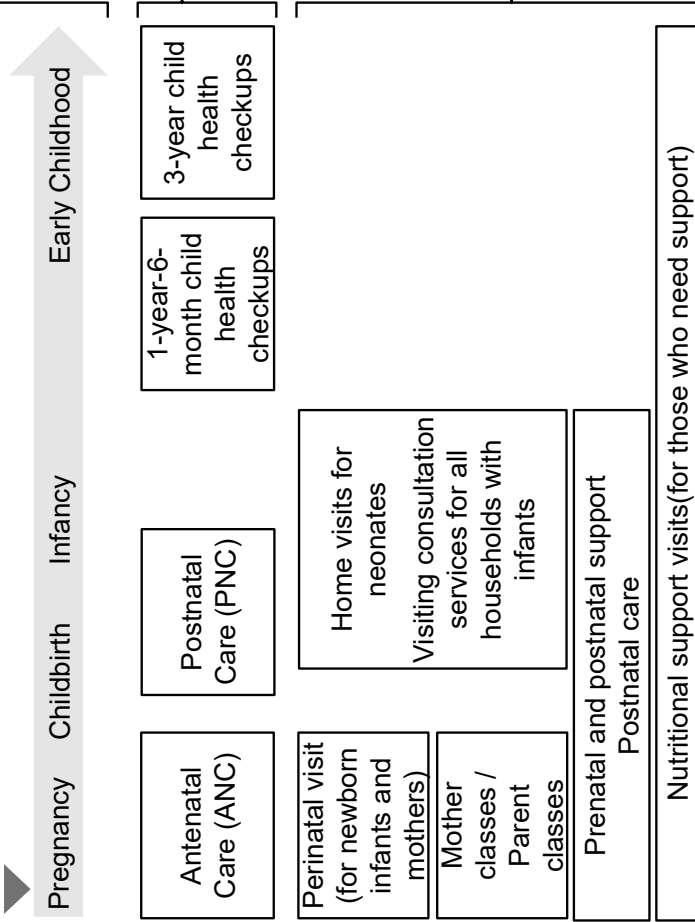 Pregnancy Childbirth Infancy Early Childhood
Antenatal
Care (ANC)
Postnatal
Care (PNC)
1-year-6-
month child
health
checkups
3-year child
health
checkups
Perinatal visit
(for newborn
infants and
mothers)
Mother
classes /
Parent
classes
Home visits for
neonates
Visiting consultation
services for all
households with
infants
Prenatal and postnatal support
Postnatal care
Nutritional support visits(for those who need support)